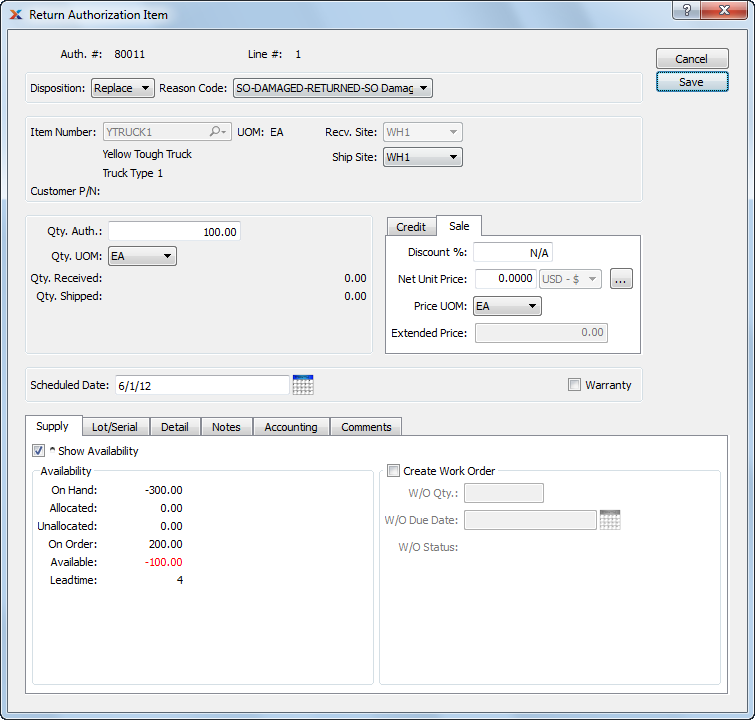 Return Authorization Item
Auth. #: 80011 Line #: 1
Cancel
Save
Disposition: Replace Reason Code: SO-DAMAGED-RETURNED-SO Damag
Item Number: YTRUCK1 UOM: EA Recv. Site: WH1
Yellow Tough Truck Ship Site: WH1
Truck Type 1
Customer P/N:
Qty. Auth.: 100.00
Qty. UOM: EA
Qty. Received: 0.00
Qty. Shipped: 0.00
Credit Sale
Discount %: N/A
Net Unit Price: 0.0000 USD - $ ...
Price UOM: EA
Extended Price: 0.00
Scheduled Date: 6/1/12 Warranty
Supply Lot/Serial Detail Notes Accounting Comments
^ Show Availability
Availability
On Hand: -300.00
Allocated: 0.00
Unallocated: 0.00
On Order: 200.00
Available: -100.00
Leadtime: 4
Create Work Order
W/O Qty.:
W/O Due Date:
W/O Status: